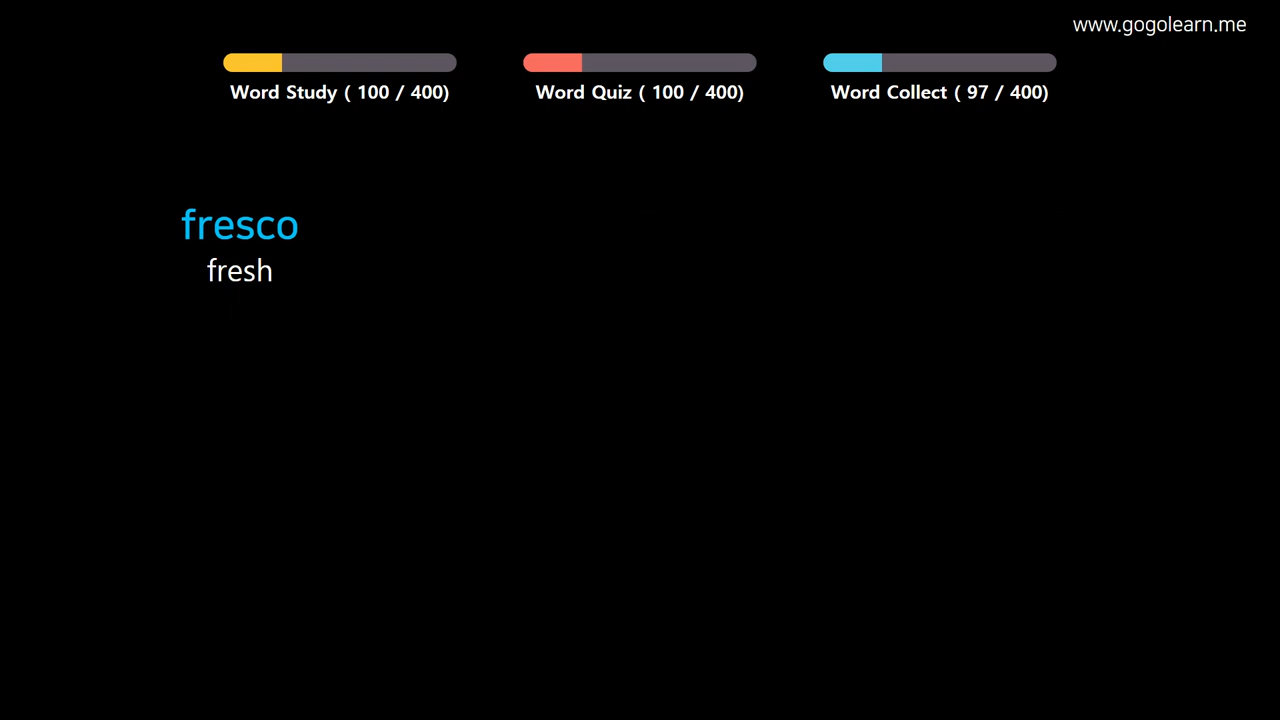 www.gogolearn.me
Word Study ( 100 / 400)
Word Quiz ( 100 / 400)
Word Collect ( 97 / 400)
fresco
fresh